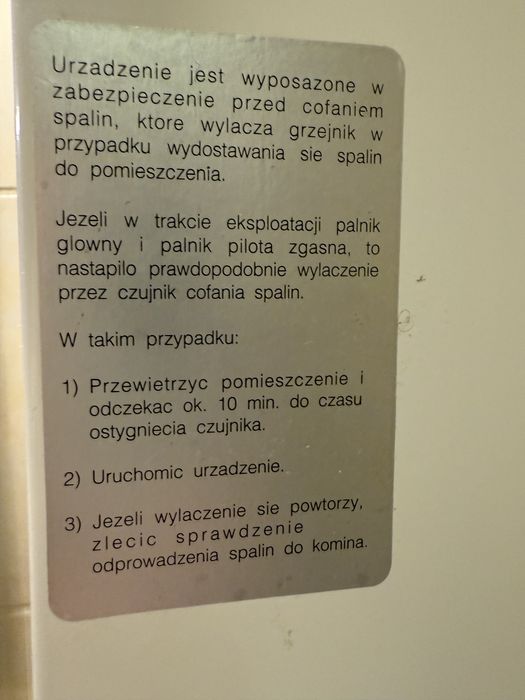 Urzadzenie jest wyposazone w
zabezpieczenie przed cofaniem
spalin, ktore wylacza grzejnik w
przypadku wydostawania sie spalin
do pomieszczenia.
Jezeli w trakcie eksploatacji palnik
glowny i palnik pilota zgasna, to
nastapilo prawdopodobnie wylaczenie
przez czujnik cofania spalin.
W takim przypadku:
1) Przewietrzyc pomieszczenie i
odczekac ok. 10 min. do czasu
ostygniecia czujnika.
2) Uruchomic urzadzenie.
3) Jezeli wylaczenie sie powtorzy,
zlecic sprawdzenie
odprowadzenia spalin do komina.